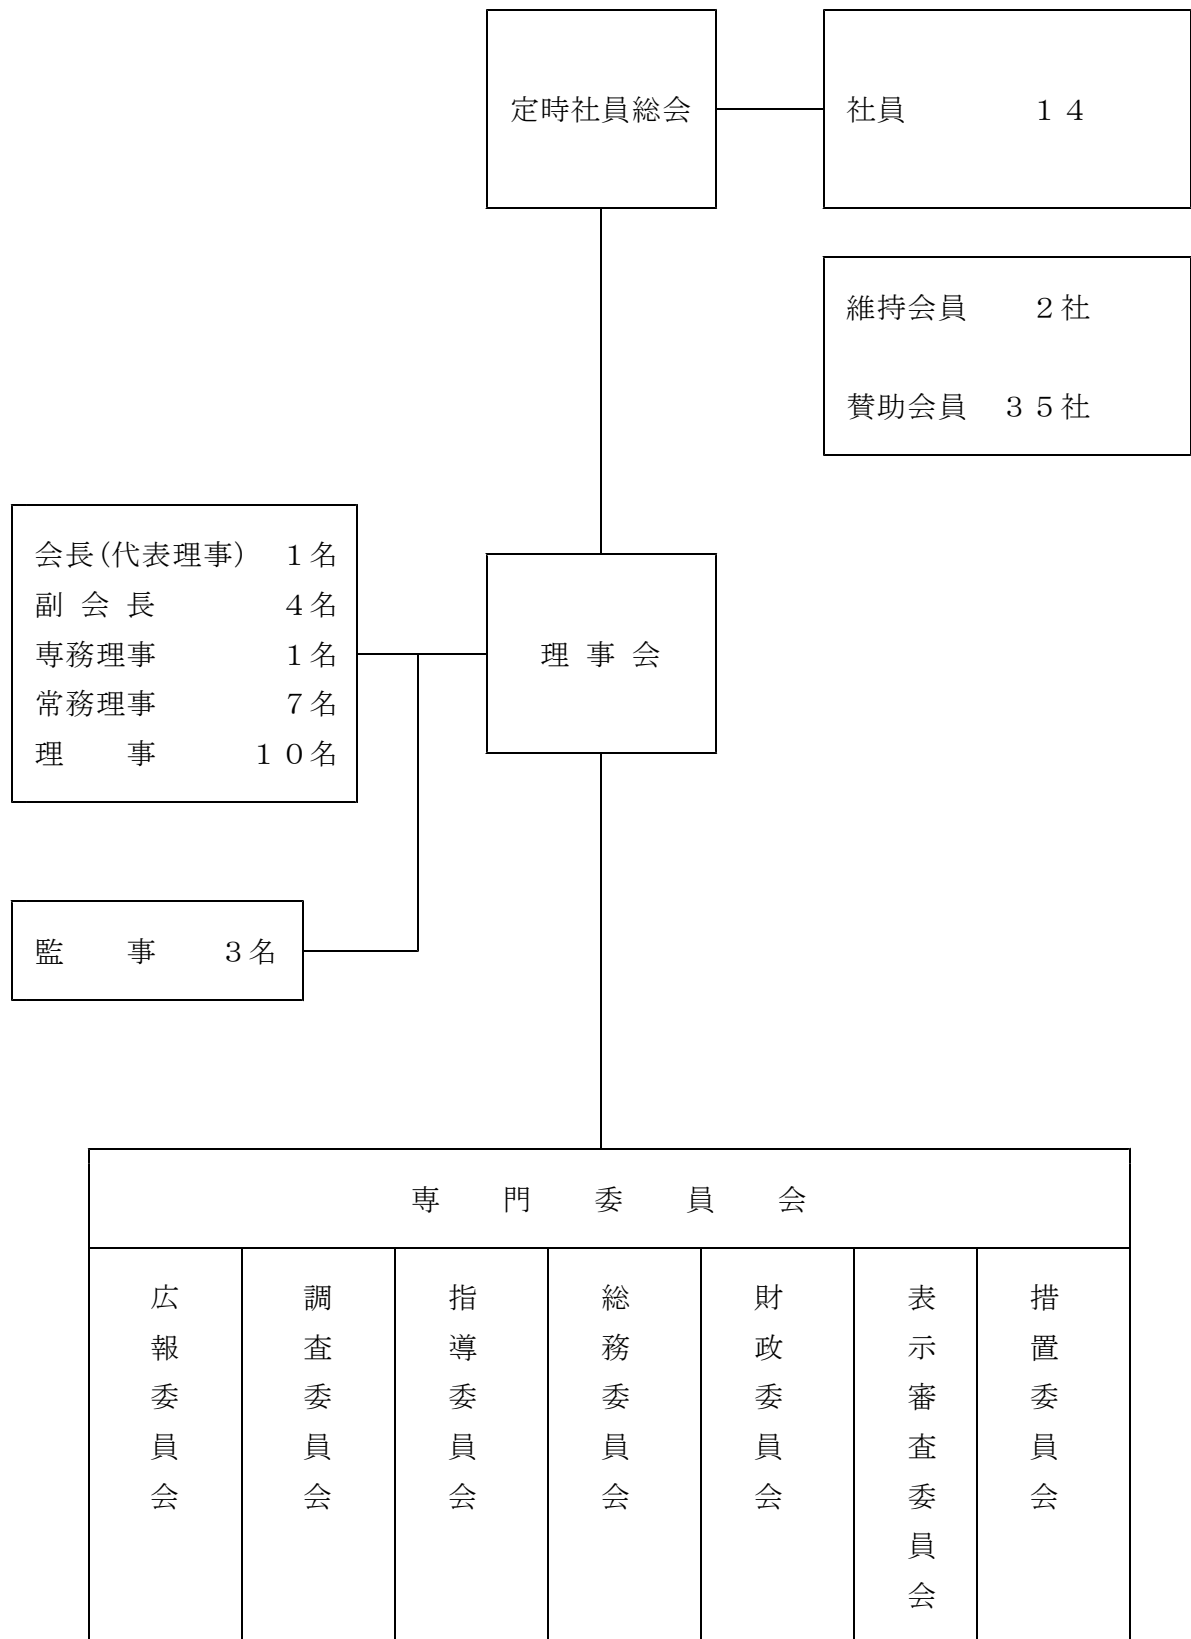 定時社員総会
社員　　　　１４
維持会員　　２社
賛助会員　３５社
会長(代表理事)　１名
副 会 長　　　　４名
専務理事　　　　１名
常務理事　　　　７名
理　　事　　　１０名
理 事 会
監　　事　　３名
専　門　委　員　会
広報委員会
調査委員会
指導委員会
総務委員会
財政委員会
表示審査委員会
措置委員会